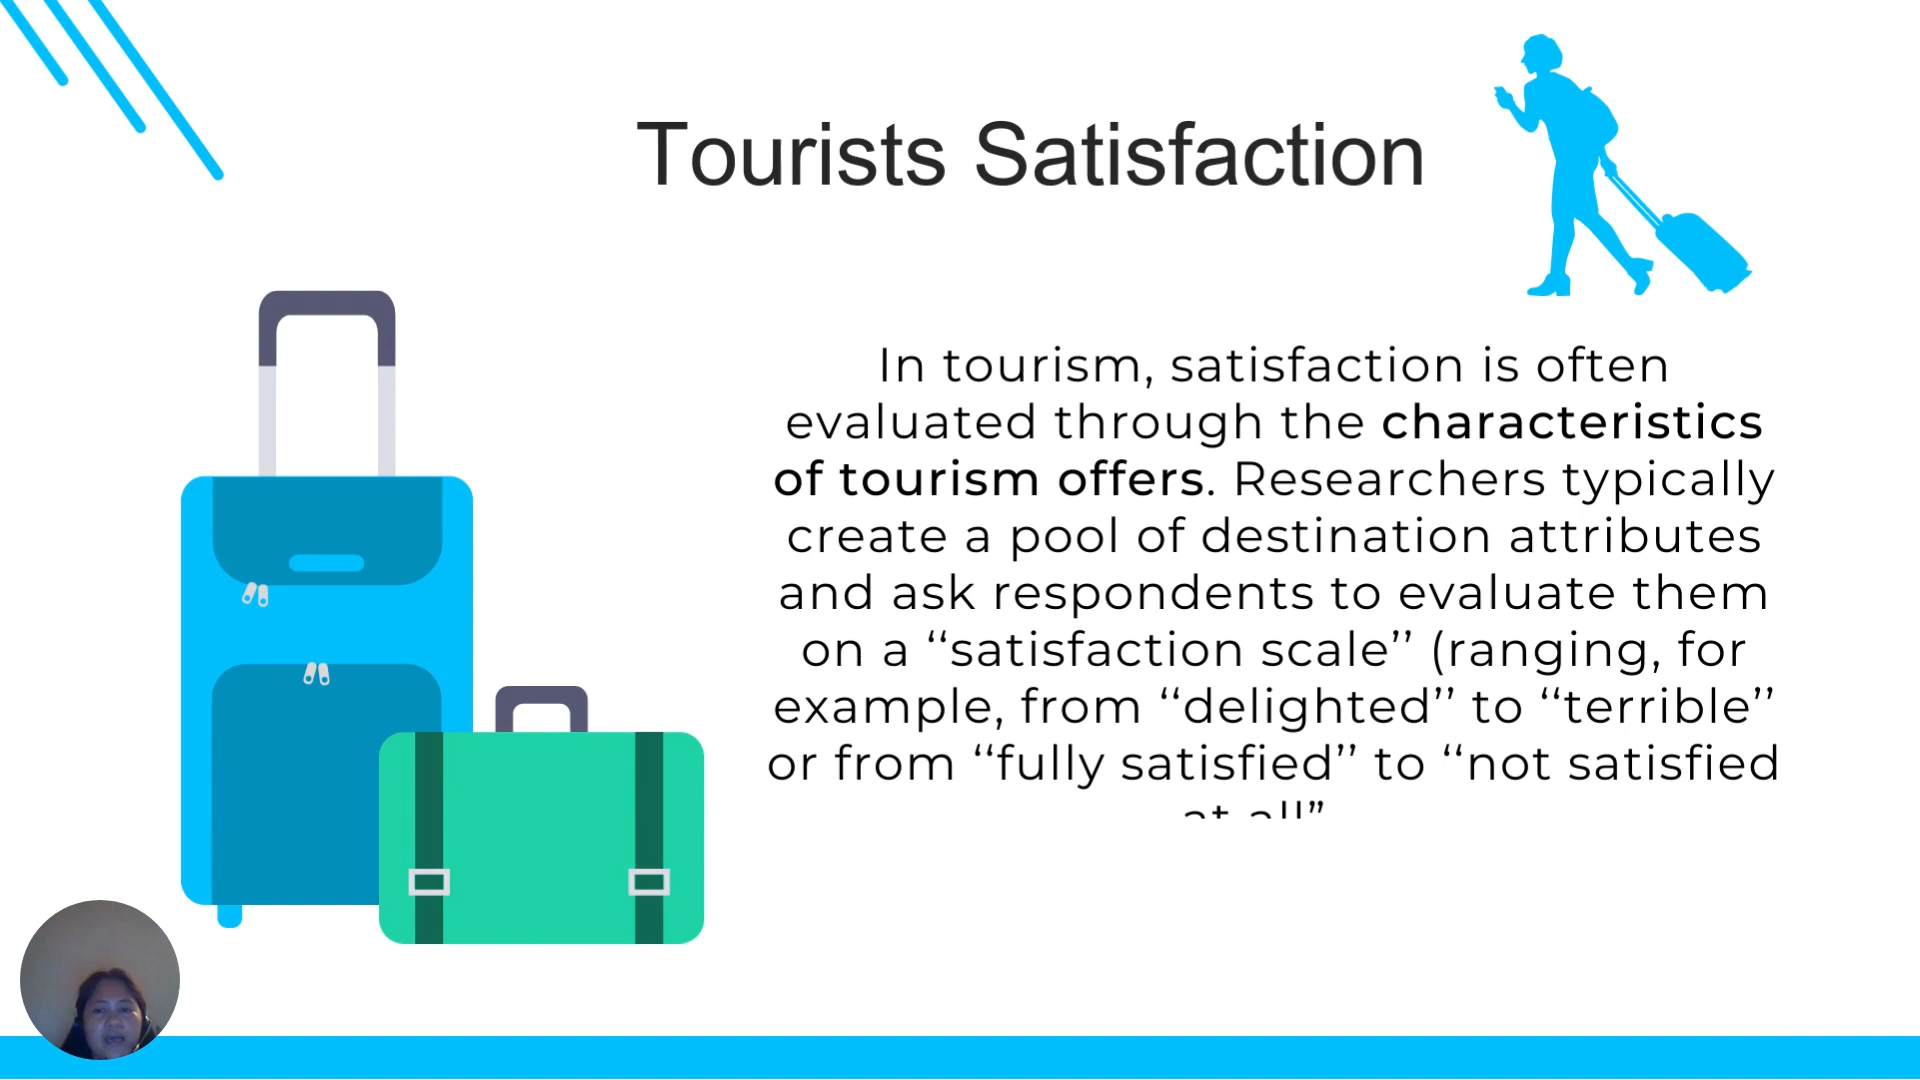 Tourists Satisfaction
In tourism, satisfaction is often
evaluated through the characteristics
of tourism offers. Researchers typically
create a pool of destination attributes
and ask respondents to evaluate them
on a ‘‘satisfaction scale’’ (ranging, for
example, from ‘‘delighted’’ to ‘‘terrible’’
or from ‘‘fully satisfied’’ to ‘‘not satisfied
at all”